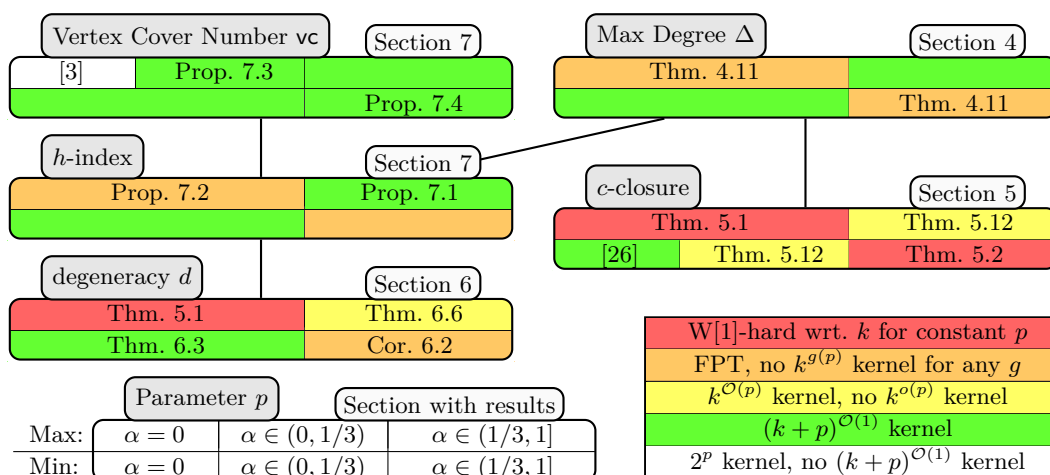 Vertex Cover Number vc Section 7
[3] Prop. 7.3
Prop. 7.4
Max Degree Δ Section 4
Thm. 4.11
Thm. 4.11
h-index Section 7
Prop. 7.2 Prop. 7.1
c-closure Section 5
Thm. 5.1 Thm. 5.12
[26] Thm. 5.12 Thm. 5.2
degeneracy d Section 6
Thm. 5.1 Thm. 6.6
Thm. 6.3 Cor. 6.2
W[1]-hard wrt. k for constant p
FPT, no k^{g(p)} kernel for any g
k^{𝒪(p)} kernel, no k^{o(p)} kernel
(k + p)^{𝒪(1)} kernel
2^p kernel, no (k + p)^{𝒪(1)} kernel
Parameter p Section with results
Max: α = 0 α ∈ (0, 1/3) α ∈ (1/3, 1]
Min: α = 0 α ∈ (0, 1/3) α ∈ (1/3, 1]